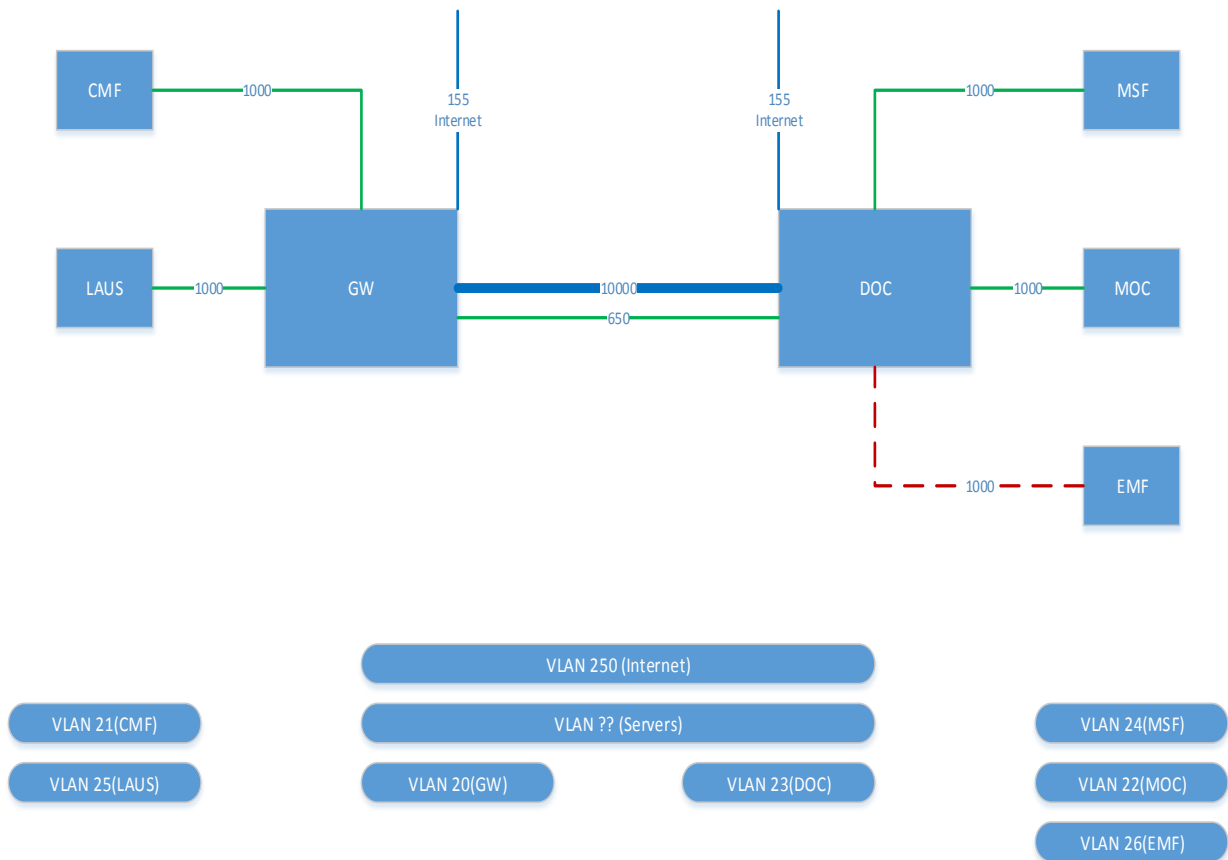 CMF
1000
155
Internet
155
Internet
1000
MSF
LAUS
1000
GW
10000
650
DOC
1000
MOC
1000
EMF
VLAN 250 (Internet)
VLAN 21(CMF)
VLAN ?? (Servers)
VLAN 24(MSF)
VLAN 25(LAUS)
VLAN 20(GW)
VLAN 23(DOC)
VLAN 22(MOC)
VLAN 26(EMF)